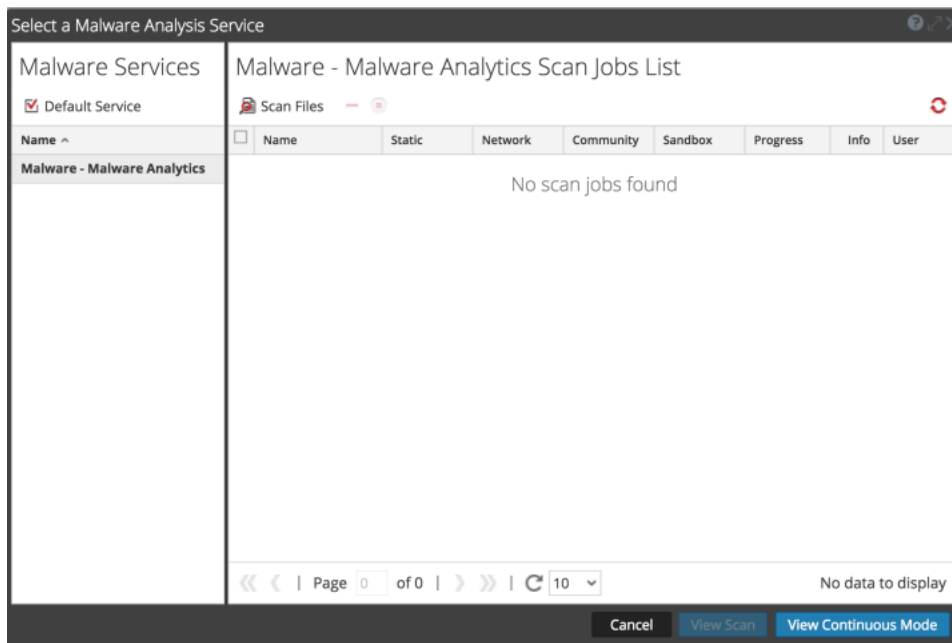 Select a Malware Analysis Service
Malware Services
Default Service
Name
Malware - Malware Analytics
Malware - Malware Analytics Scan Jobs List
Scan Files
Name Static Network Community Sandbox Progress Info User
No scan jobs found
Page 0 of 0 10 No data to display
Cancel View Scan View Continuous Mode